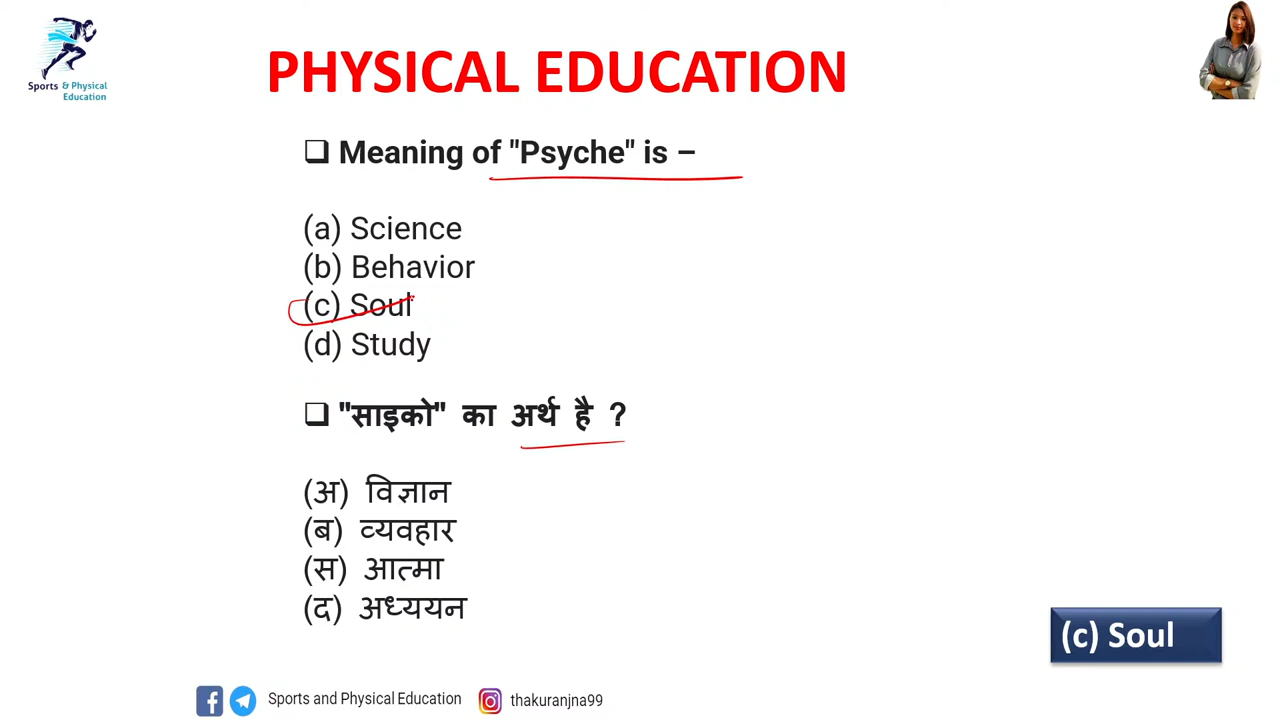 Sports & Physical
Education
PHYSICAL EDUCATION
❑ Meaning of "Psyche" is –
(a) Science
(b) Behavior
(c) Soul
(d) Study
❑ "साइको" का अर्थ है ?
(अ) विज्ञान
(ब) व्यवहार
(स) आत्मा
(द) अध्ययन
(c) Soul
Sports and Physical Education thakuranjna99